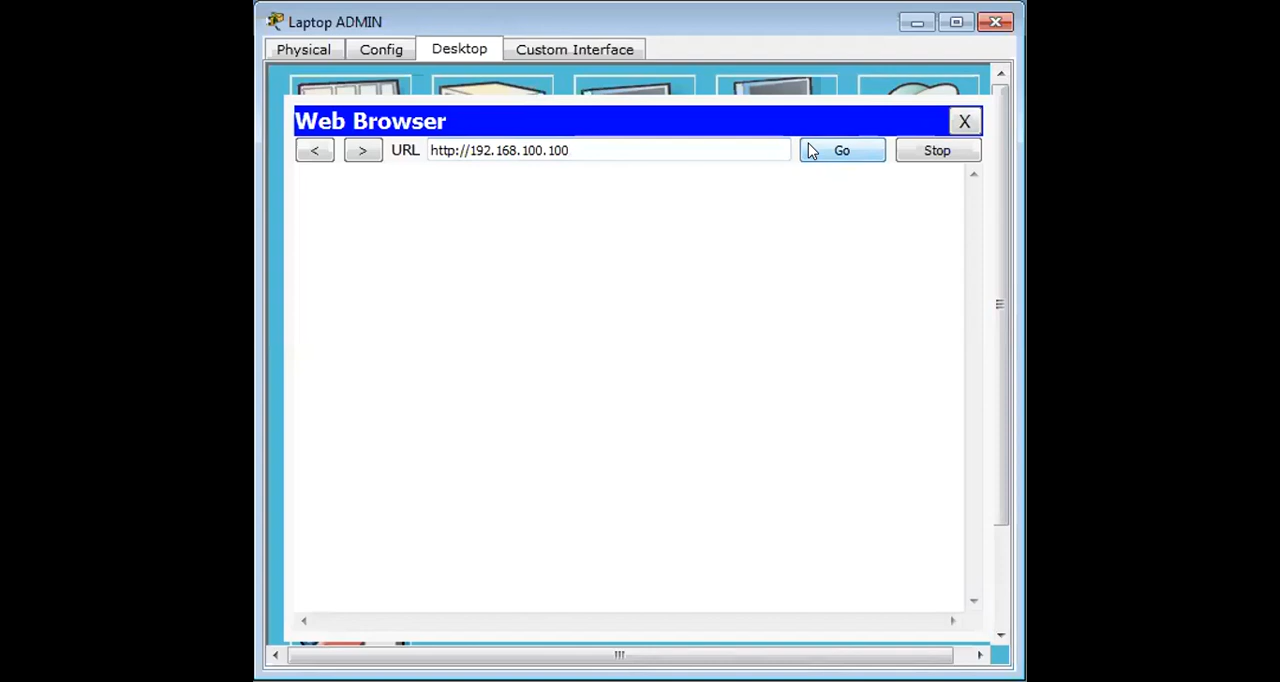 Laptop ADMIN
Physical Config Desktop Custom Interface
Web Browser X
< > URL http://192.168.100.100 Go Stop